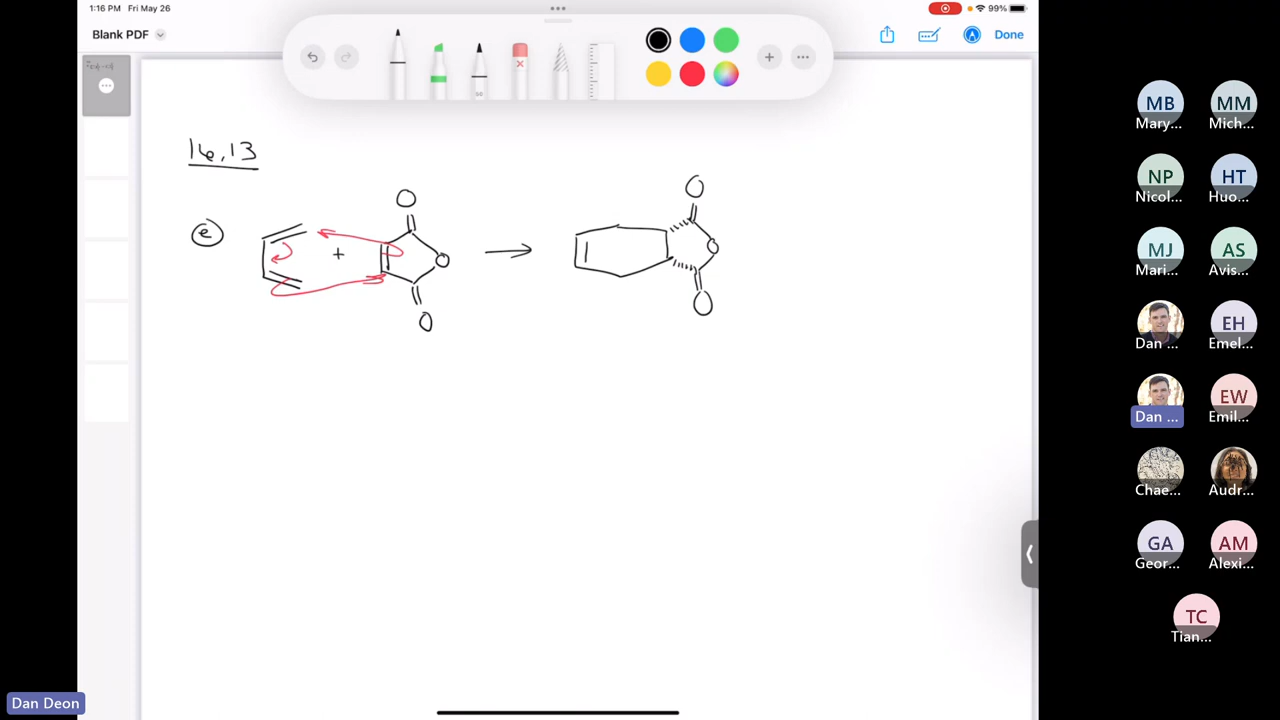 1:16 PM Fri May 26
99%
Blank PDF
Done
16.13
e
O
O
+
O
O
O
O
MB
Mary...
MM
Mich...
NP
Nicol...
HT
Huo...
MJ
Mari...
AS
Avis...
Dan ...
EH
Emel...
Dan ...
EW
Emil...
Chae...
Audr...
GA
Geor...
AM
Alexi...
TC
Tian...
Dan Deon